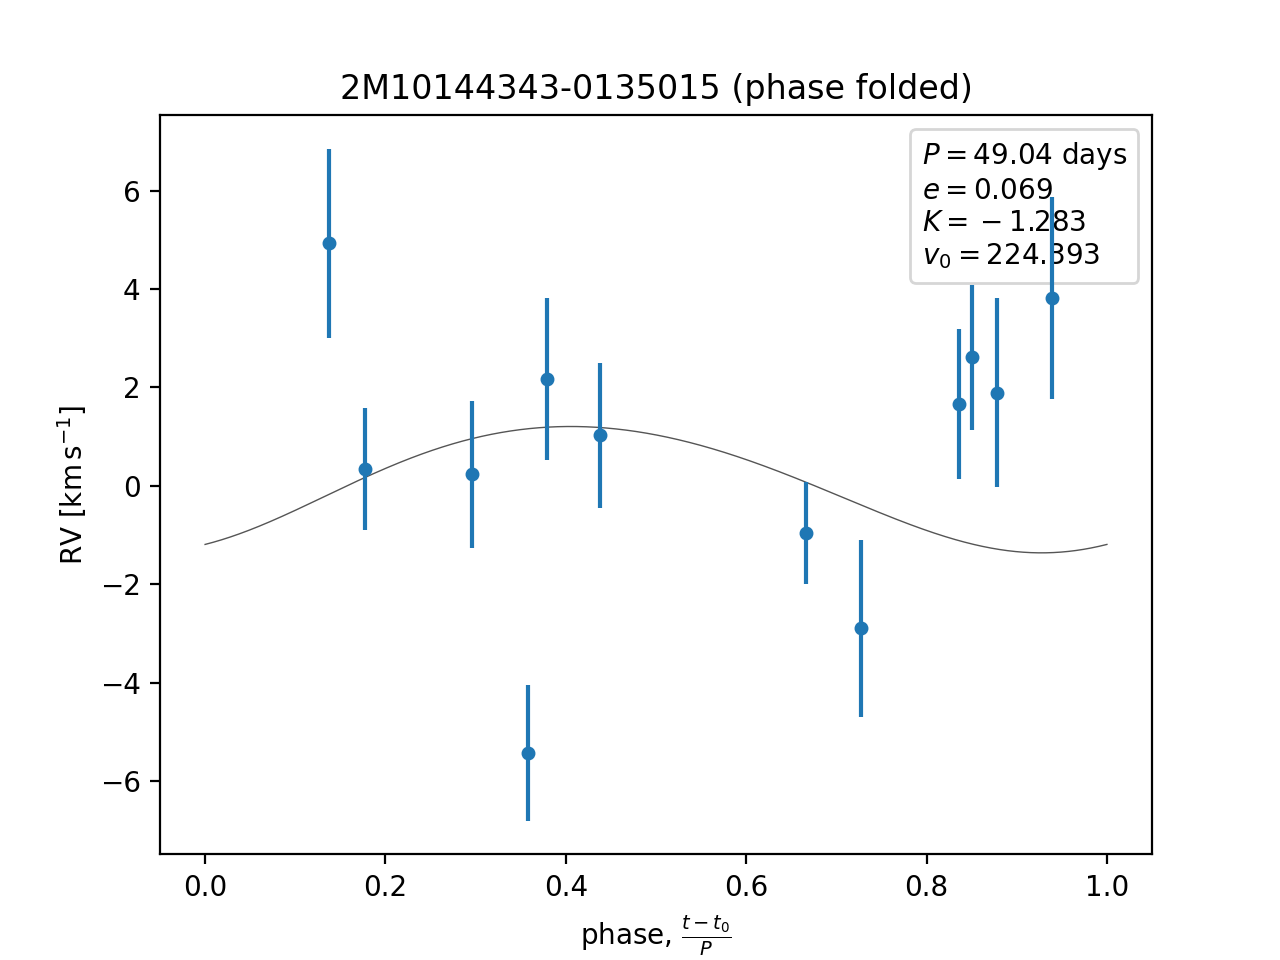 2M10144343-0135015 (phase folded)
P = 49.04 days
e = 0.069
K = −1.283
v₀ = 224.393
6
4
2
0
−2
−4
−6
RV [km s⁻¹]
0.0 0.2 0.4 0.6 0.8 1.0
phase, (t − t₀)/P